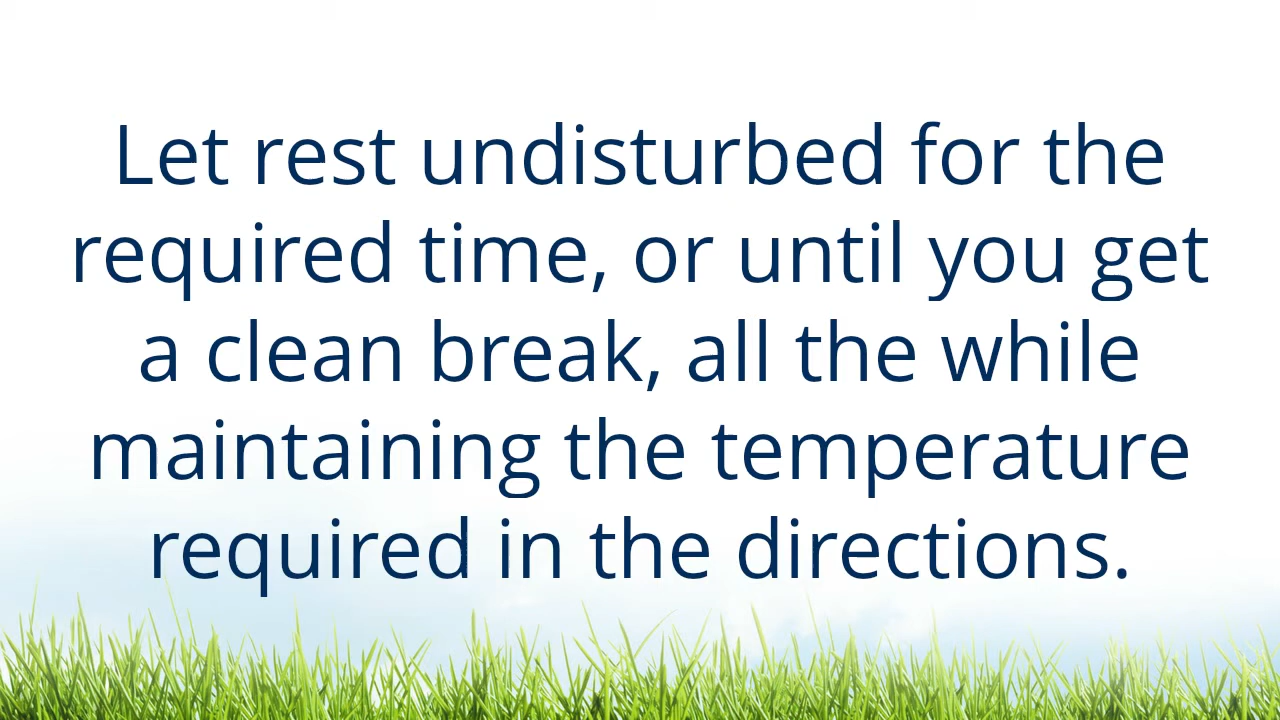 Let rest undisturbed for the
required time, or until you get
a clean break, all the while
maintaining the temperature
required in the directions.